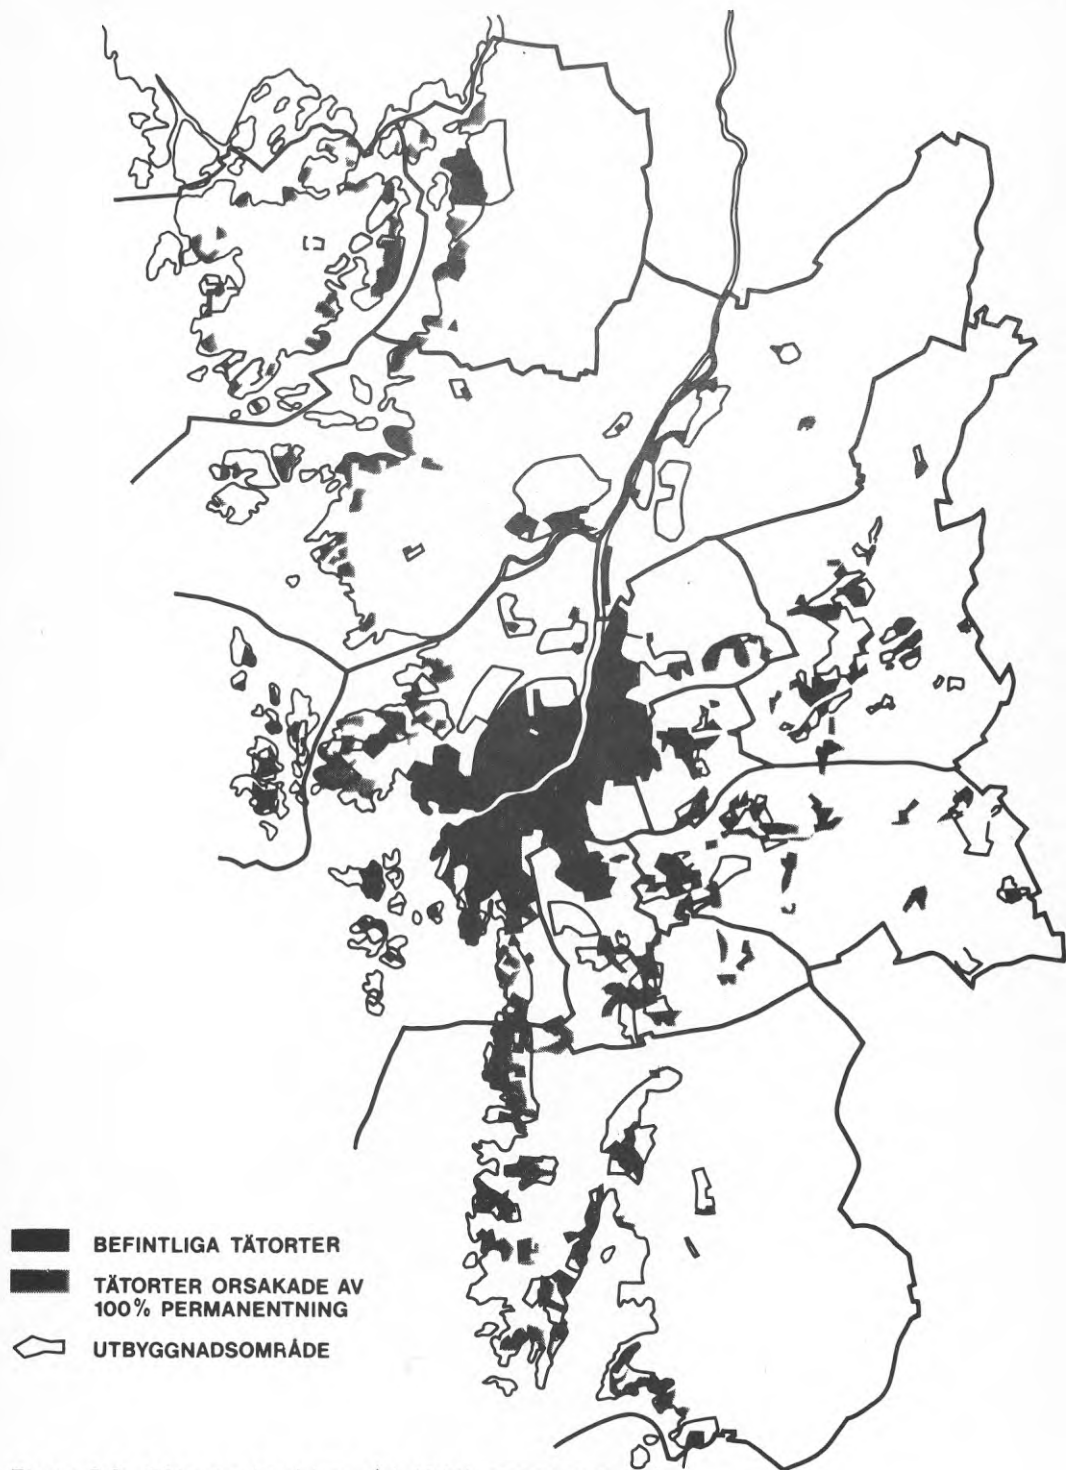 BEFINTLIGA TÄTORTER
TÄTORTER ORSAKADE AV
100% PERMANENTNING
UTBYGGNADSOMRÅDE